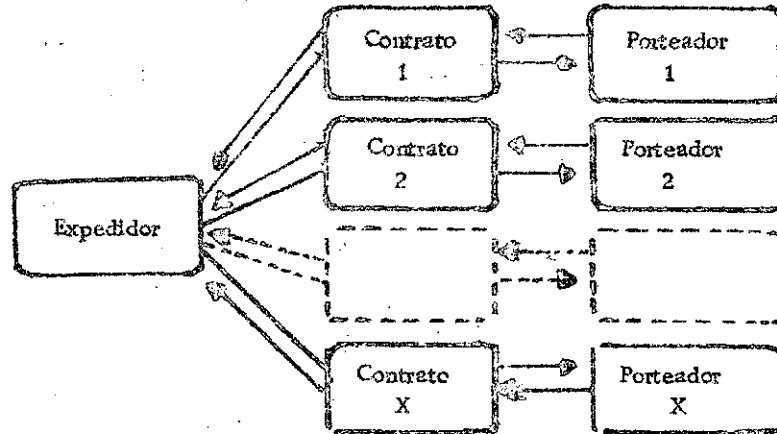 Contrato
1
Porteador
1
Contrato
2
Porteador
2
Expedidor
Contrato
X
Porteador
X